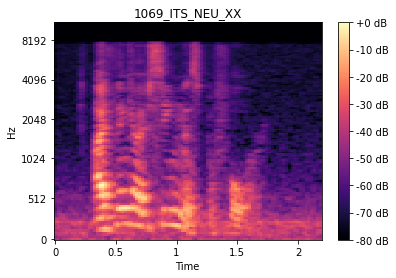 1069_ITS_NEU_XX
+0 dB
8192
-10 dB
4096
-20 dB
-30 dB
2048
-40 dB
Hz
1024
-50 dB
-60 dB
512
-70 dB
0
-80 dB
0
0.5
1
1.5
2
Time